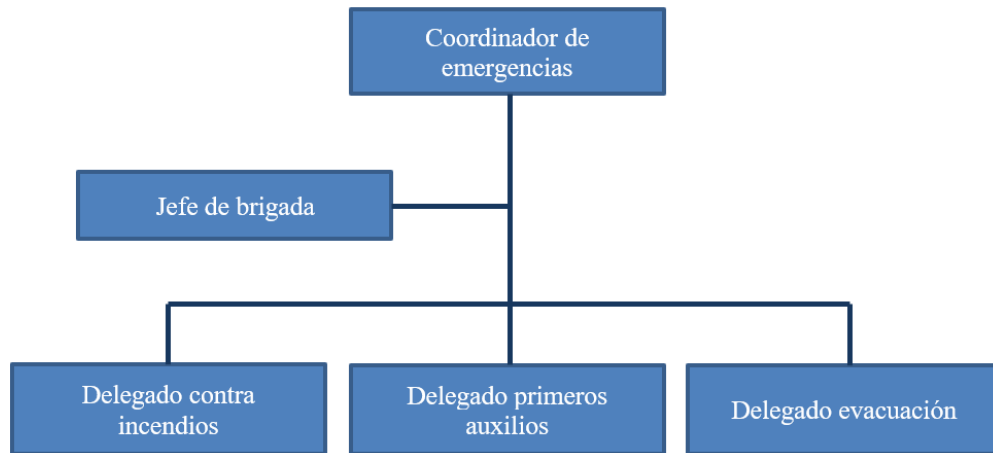 Coordinador de
emergencias
Jefe de brigada
Delegado contra
incendios
Delegado primeros
auxilios
Delegado evacuación